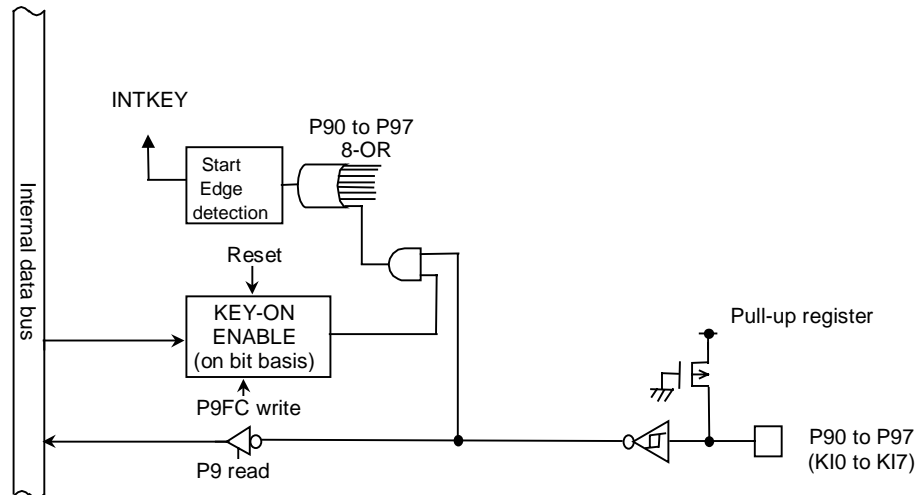 INTKEY
P90 to P97
8-OR
Start
Edge
detection
Internal data bus
Reset
KEY-ON
ENABLE
(on bit basis)
Pull-up register
P9FC write
P9 read
P90 to P97
(KI0 to KI7)